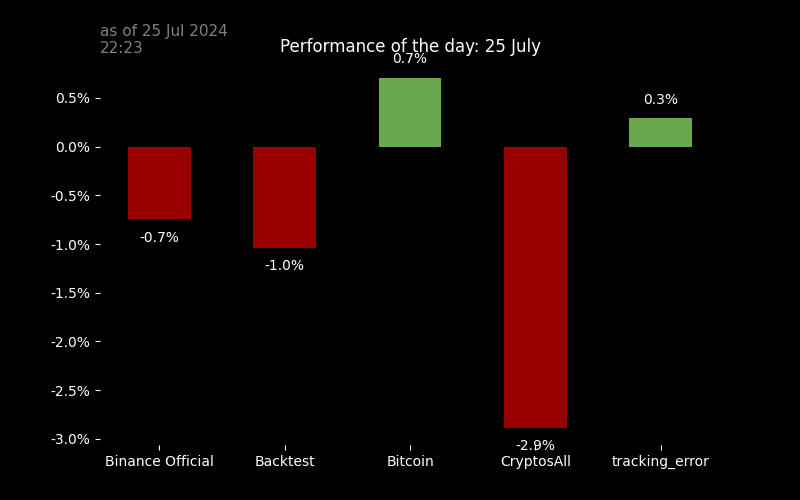 as of 25 Jul 2024
22:23
Performance of the day: 25 July
0.7%
0.5%
0.3%
0.0%
-0.5%
-0.7%
-1.0%
-1.0%
-1.5%
-2.0%
-2.5%
-3.0%
-2.9%
Binance Official
Backtest
Bitcoin
CryptosAll
tracking_error